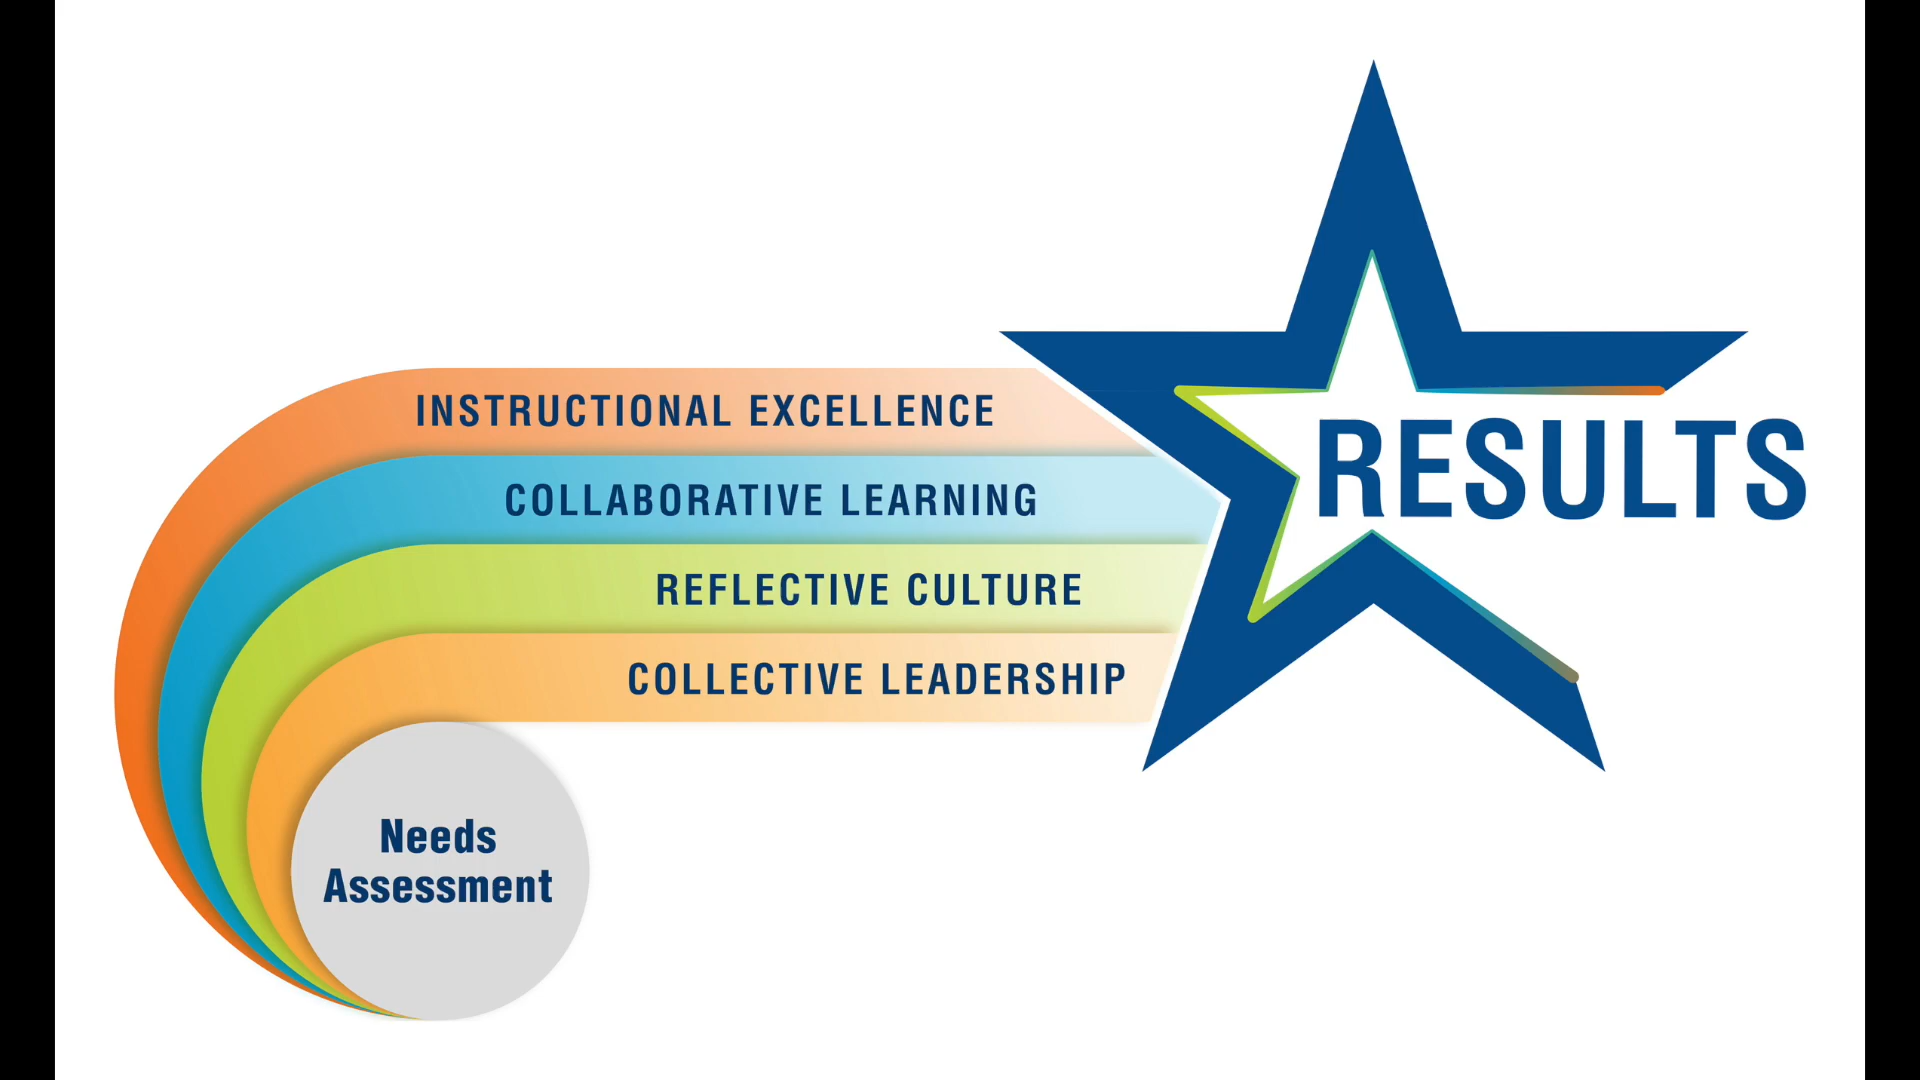 INSTRUCTIONAL EXCELLENCE
COLLABORATIVE LEARNING
REFLECTIVE CULTURE
COLLECTIVE LEADERSHIP
RESULTS
Needs
Assessment